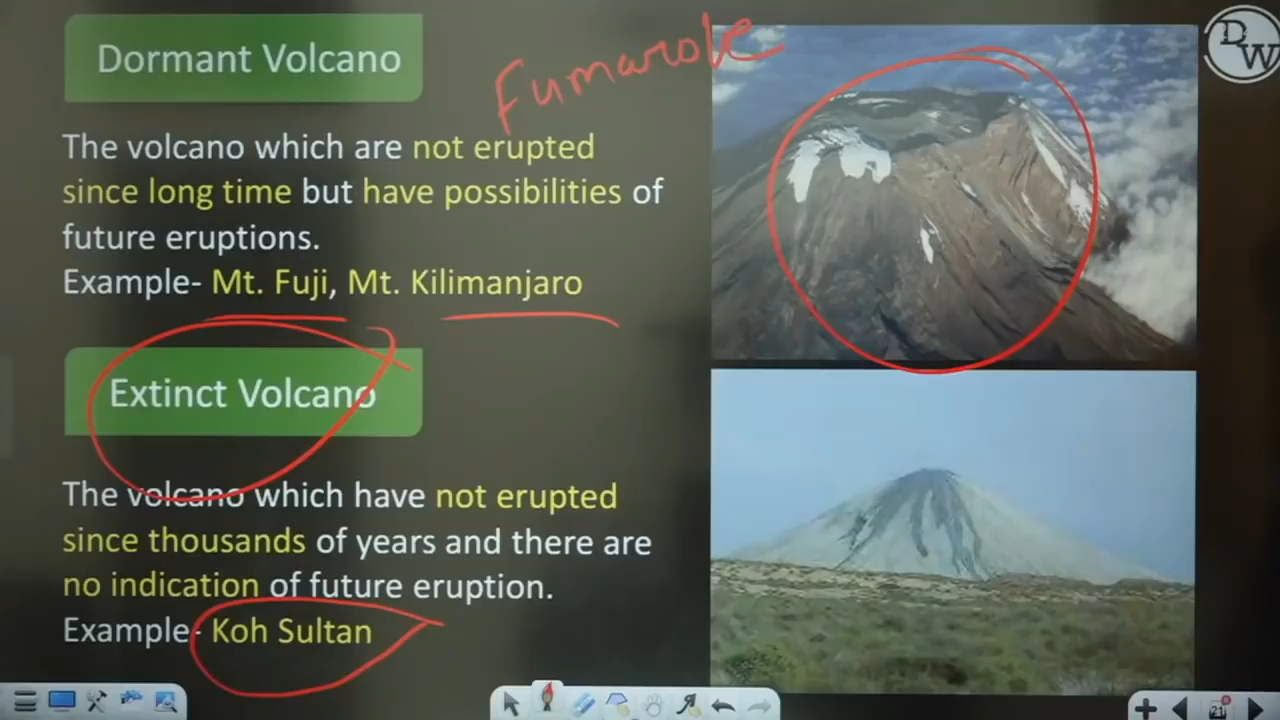 Dormant Volcano
Fumarole
The volcano which are not erupted
since long time but have possibilities of
future eruptions.
Example- Mt. Fuji, Mt. Kilimanjaro
Extinct Volcano
The volcano which have not erupted
since thousands of years and there are
no indication of future eruption.
Example- Koh Sultan
DW
21